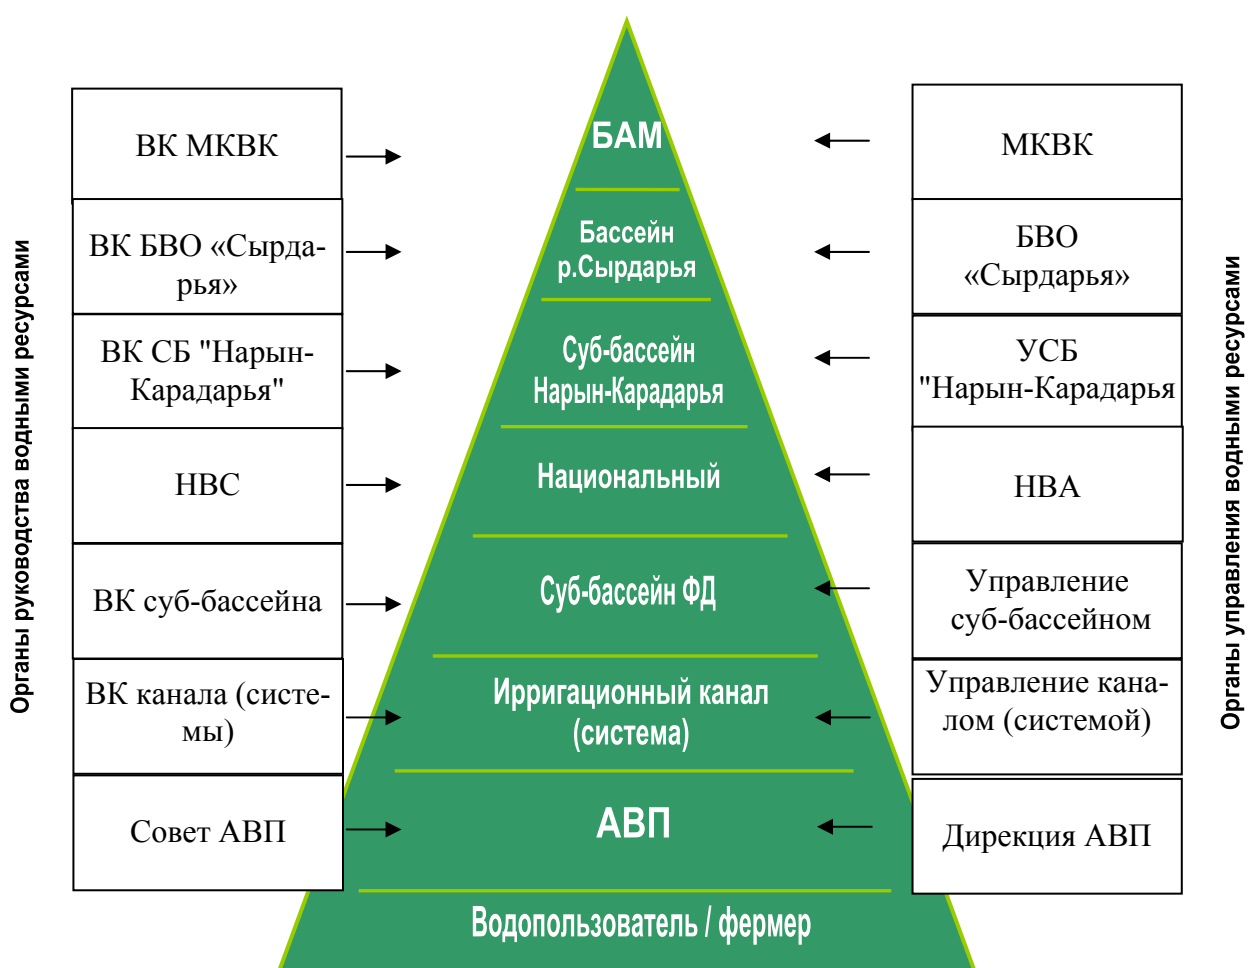 Органы руководства водными ресурсами
ВК МКВК
ВК БВО «Сырда-
рья»
ВК СБ "Нарын-
Карадарья"
НВС
ВК суб-бассейна
ВК канала (систе-
мы)
Совет АВП
БАМ
Бассейн
р.Сырдарья
Суб-бассейн
Нарын-Карадарья
Национальный
Суб-бассейн ФД
Ирригационный канал
(система)
АВП
Водопользователь / фермер
МКВК
БВО
«Сырдарья»
УСБ
"Нарын-Карадарья
НВА
Управление
суб-бассейном
Управление кана-
лом (системой)
Дирекция АВП
Органы управления водными ресурсами